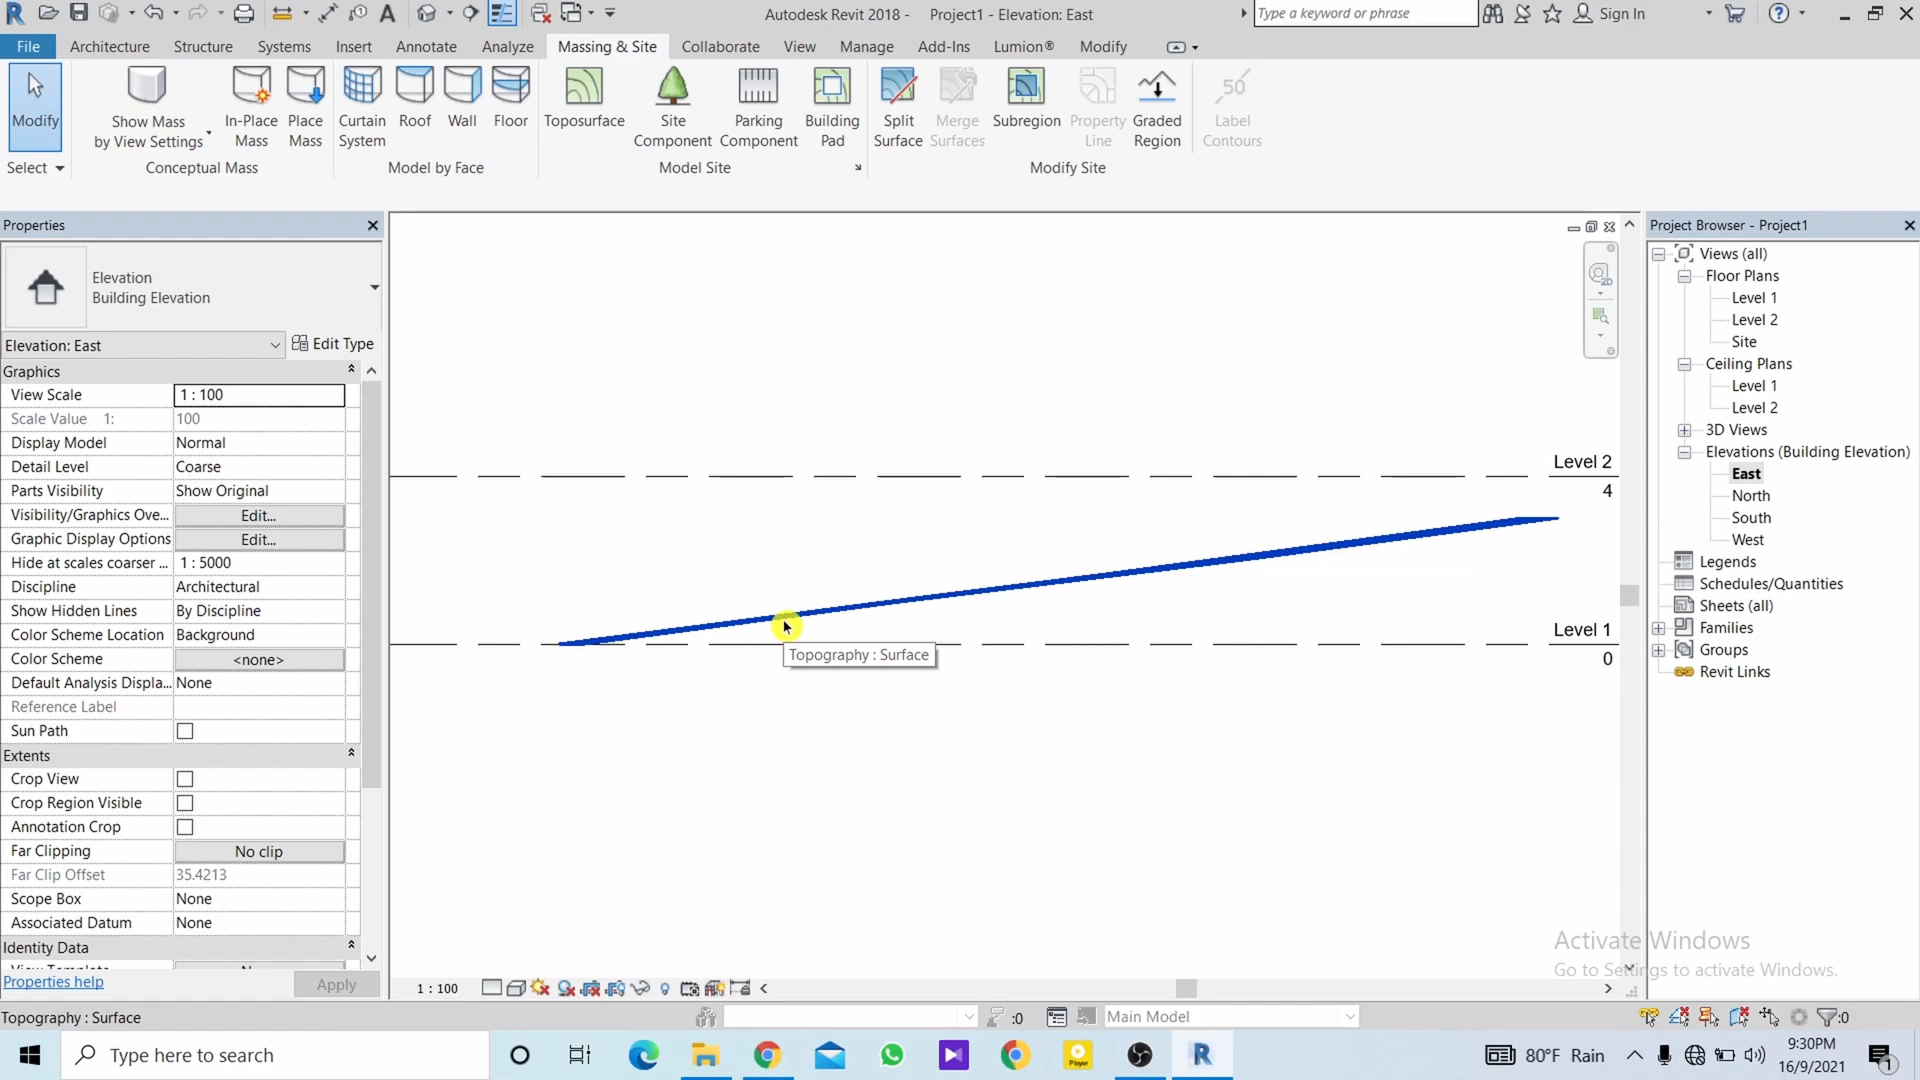 Autodesk Revit 2018 - Project1 - Elevation: East
Type a keyword or phrase
Sign In
File Architecture Structure Systems Insert Annotate Analyze Massing & Site Collaborate View Manage Add-Ins Lumion® Modify
Modify
Show Mass
by View Settings
In-Place
Mass
Place
Mass
Curtain
System
Roof
Wall
Floor
Toposurface
Site
Component
Parking
Component
Building
Pad
Split
Surface
Merge
Surfaces
Subregion
Property
Line
Graded
Region
50
Label
Contours
Select
Conceptual Mass
Model by Face
Model Site
Modify Site
Properties
Elevation
Building Elevation
Elevation: East
Edit Type
Graphics
View Scale 1 : 100
Scale Value 1: 100
Display Model Normal
Detail Level Coarse
Parts Visibility Show Original
Visibility/Graphics Ove... Edit...
Graphic Display Options Edit...
Hide at scales coarser ... 1 : 5000
Discipline Architectural
Show Hidden Lines By Discipline
Color Scheme Location Background
Color Scheme <none>
Default Analysis Displa... None
Reference Label
Sun Path
Extents
Crop View
Crop Region Visible
Annotation Crop
Far Clipping No clip
Far Clip Offset 35.4213
Scope Box None
Associated Datum None
Identity Data
Properties help
Apply
2D
Level 2
4
Level 1
0
Topography : Surface
Project Browser - Project1
Views (all)
Floor Plans
Level 1
Level 2
Site
Ceiling Plans
Level 1
Level 2
3D Views
Elevations (Building Elevation)
East
North
South
West
Legends
Schedules/Quantities
Sheets (all)
Families
Groups
Revit Links
Activate Windows
Go to Settings to activate Windows.
1 : 100
Topography : Surface
:0
Main Model
:0
Type here to search
Player
80°F Rain
9:30PM
16/9/2021
1